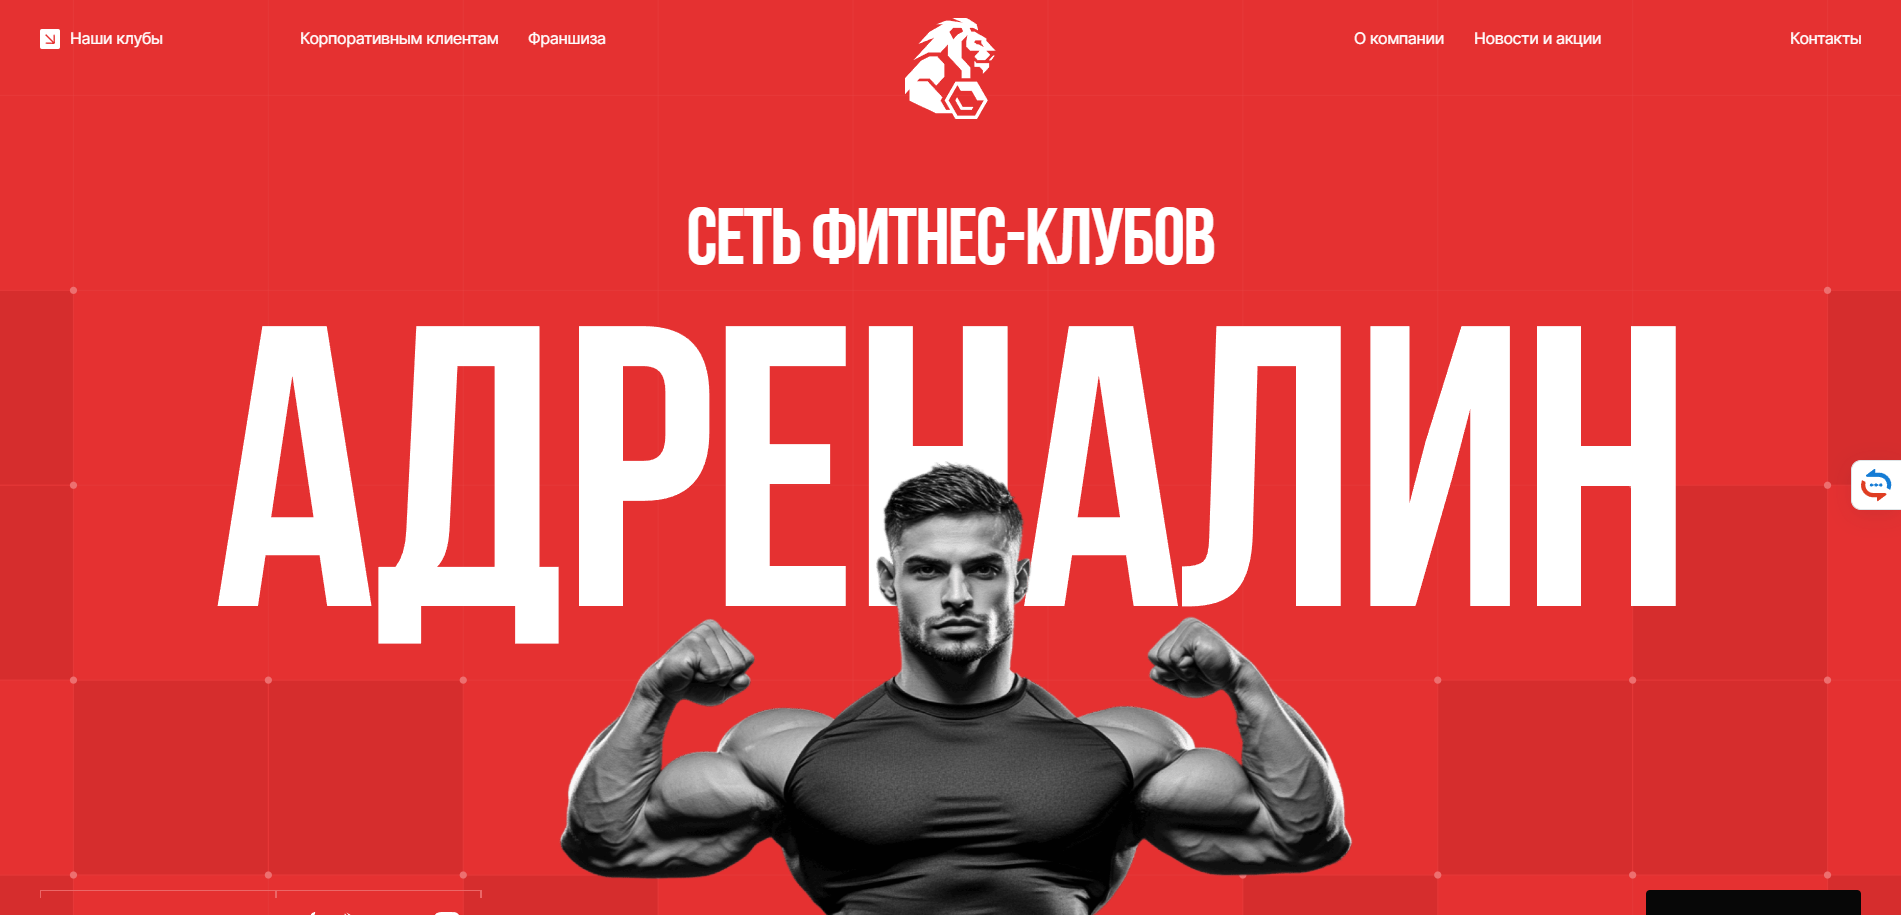 Наши клубы
Корпоративным клиентам
Франшиза
О компании
Новости и акции
Контакты
СЕТЬ ФИТНЕС-КЛУБОВ
АДРЕНАЛИН